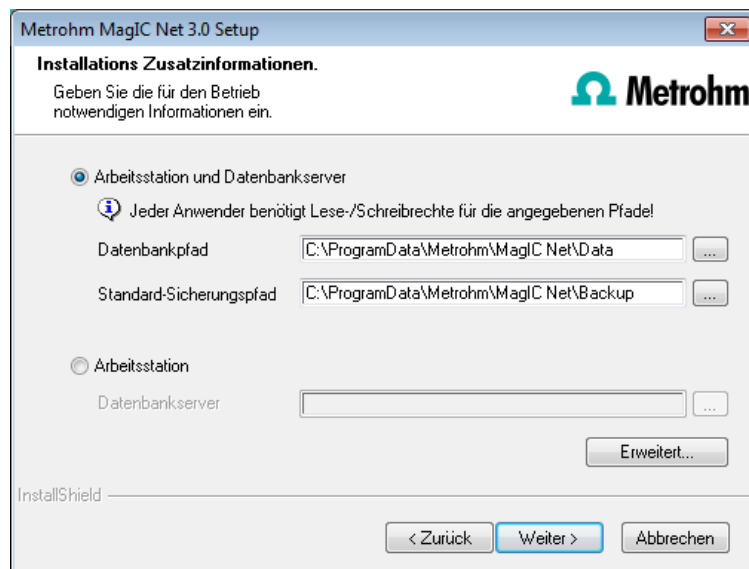 Metrohm MagIC Net 3.0 Setup
Installations Zusatzinformationen.
Geben Sie die für den Betrieb
notwendigen Informationen ein.
Metrohm
Arbeitsstation und Datenbankserver
Jeder Anwender benötigt Lese-/Schreibrechte für die angegebenen Pfade!
Datenbankpfad C:\ProgramData\Metrohm\MagIC Net\Data ...
Standard-Sicherungspfad C:\ProgramData\Metrohm\MagIC Net\Backup ...
Arbeitsstation
Datenbankserver ...
Erweitert...
InstallShield
< Zurück Weiter > Abbrechen